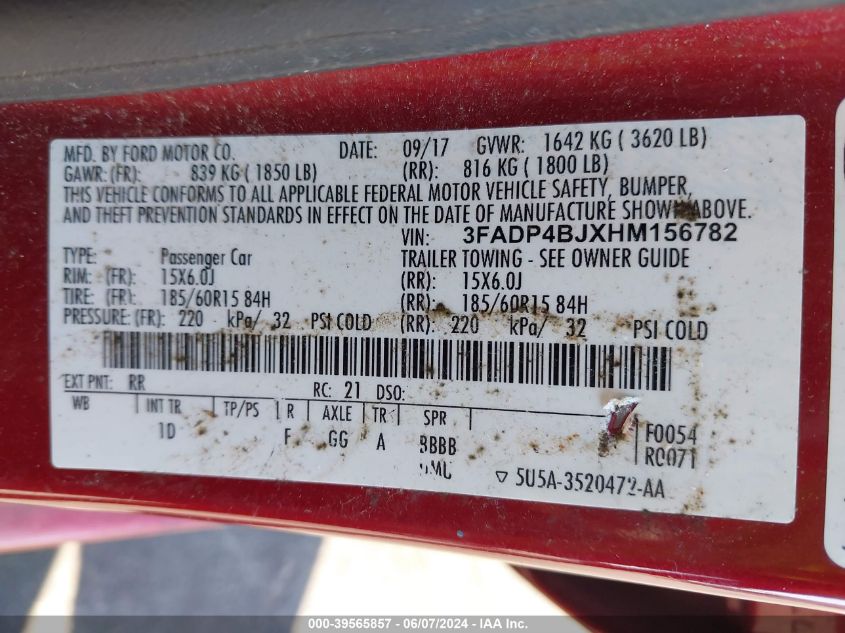 MFD. BY FORD MOTOR CO. DATE: 09/17 GVWR: 1642 KG ( 3620 LB)
GAWR: (FR): 839 KG ( 1850 LB) (RR): 816 KG ( 1800 LB)
THIS VEHICLE CONFORMS TO ALL APPLICABLE FEDERAL MOTOR VEHICLE SAFETY, BUMPER,
AND THEFT PREVENTION STANDARDS IN EFFECT ON THE DATE OF MANUFACTURE SHOWN ABOVE.
VIN: 3FADP4BJXHM156782
TYPE: Passenger Car TRAILER TOWING - SEE OWNER GUIDE
RIM: (FR): 15X6.0J (RR): 15X6.0J
TIRE: (FR): 185/60R15 84H (RR): 185/60R15 84H
PRESSURE: (FR): 220 kPa/ 32 PSI COLD (RR): 220 kPa/ 32 PSI COLD
EXT PNT: RR RC: 21 DSO:
WB INT TR TP/PS R AXLE TR SPR
1D F GG A BBBB
F0054
R0071
▽ 5U5A-3520472-AA
000-39565857 - 06/07/2024 - IAA Inc.